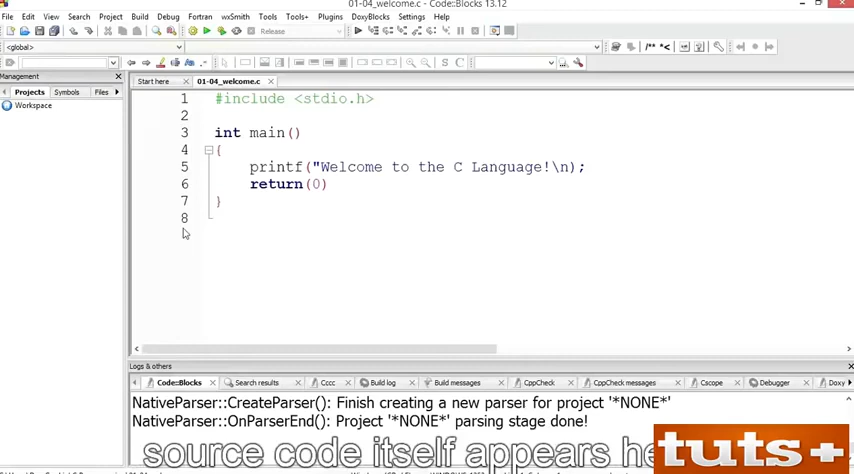 01-04_welcome.c - Code::Blocks 13.12
File Edit View Search Project Build Debug Fortran wxSmith Tools Tools+ Plugins DoxyBlocks Settings Help
Release
<global>
/** *<
S C
Management
Start here 01-04_welcome.c
Projects Symbols Files
Workspace
1 #include <stdio.h>
2
3 int main()
4 {
5 printf("Welcome to the C Language!\n);
6 return(0)
7 }
8
Logs & others
Code::Blocks Search results Cccc Build log Build messages CppCheck CppCheck messages Cscope Debugger Doxy
NativeParser::CreateParser(): Finish creating a new parser for project '*NONE*'
NativeParser::OnParserEnd(): Project '*NONE*' parsing stage done!
source code itself appears he
tuts+